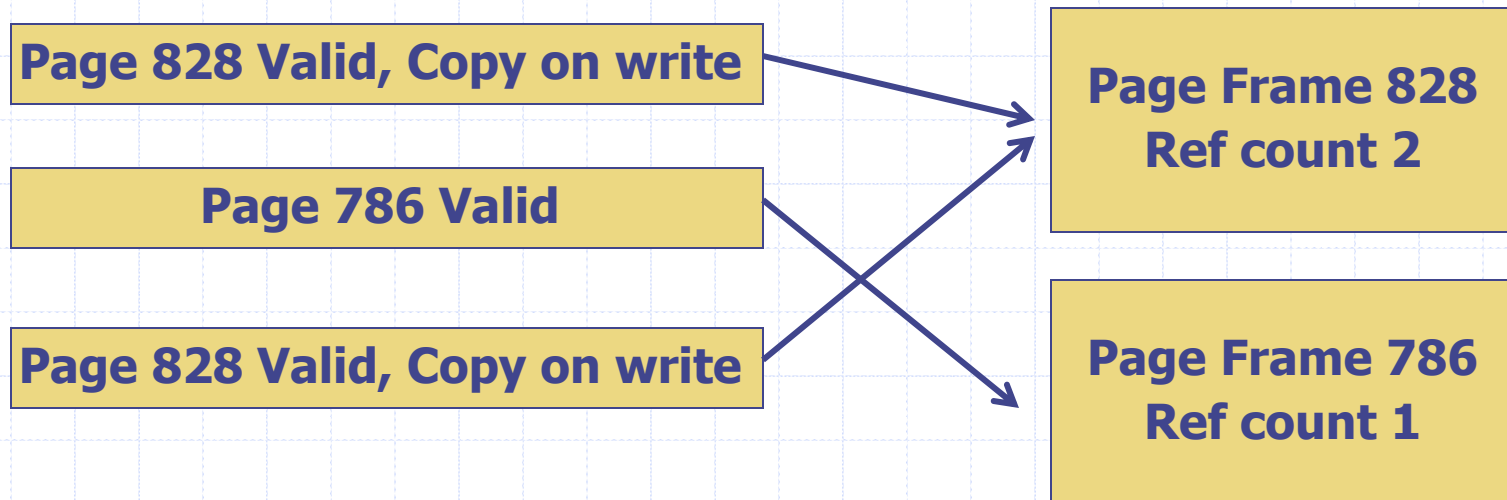 Page 828 Valid, Copy on write
Page 786 Valid
Page 828 Valid, Copy on write
Page Frame 828
Ref count 2
Page Frame 786
Ref count 1